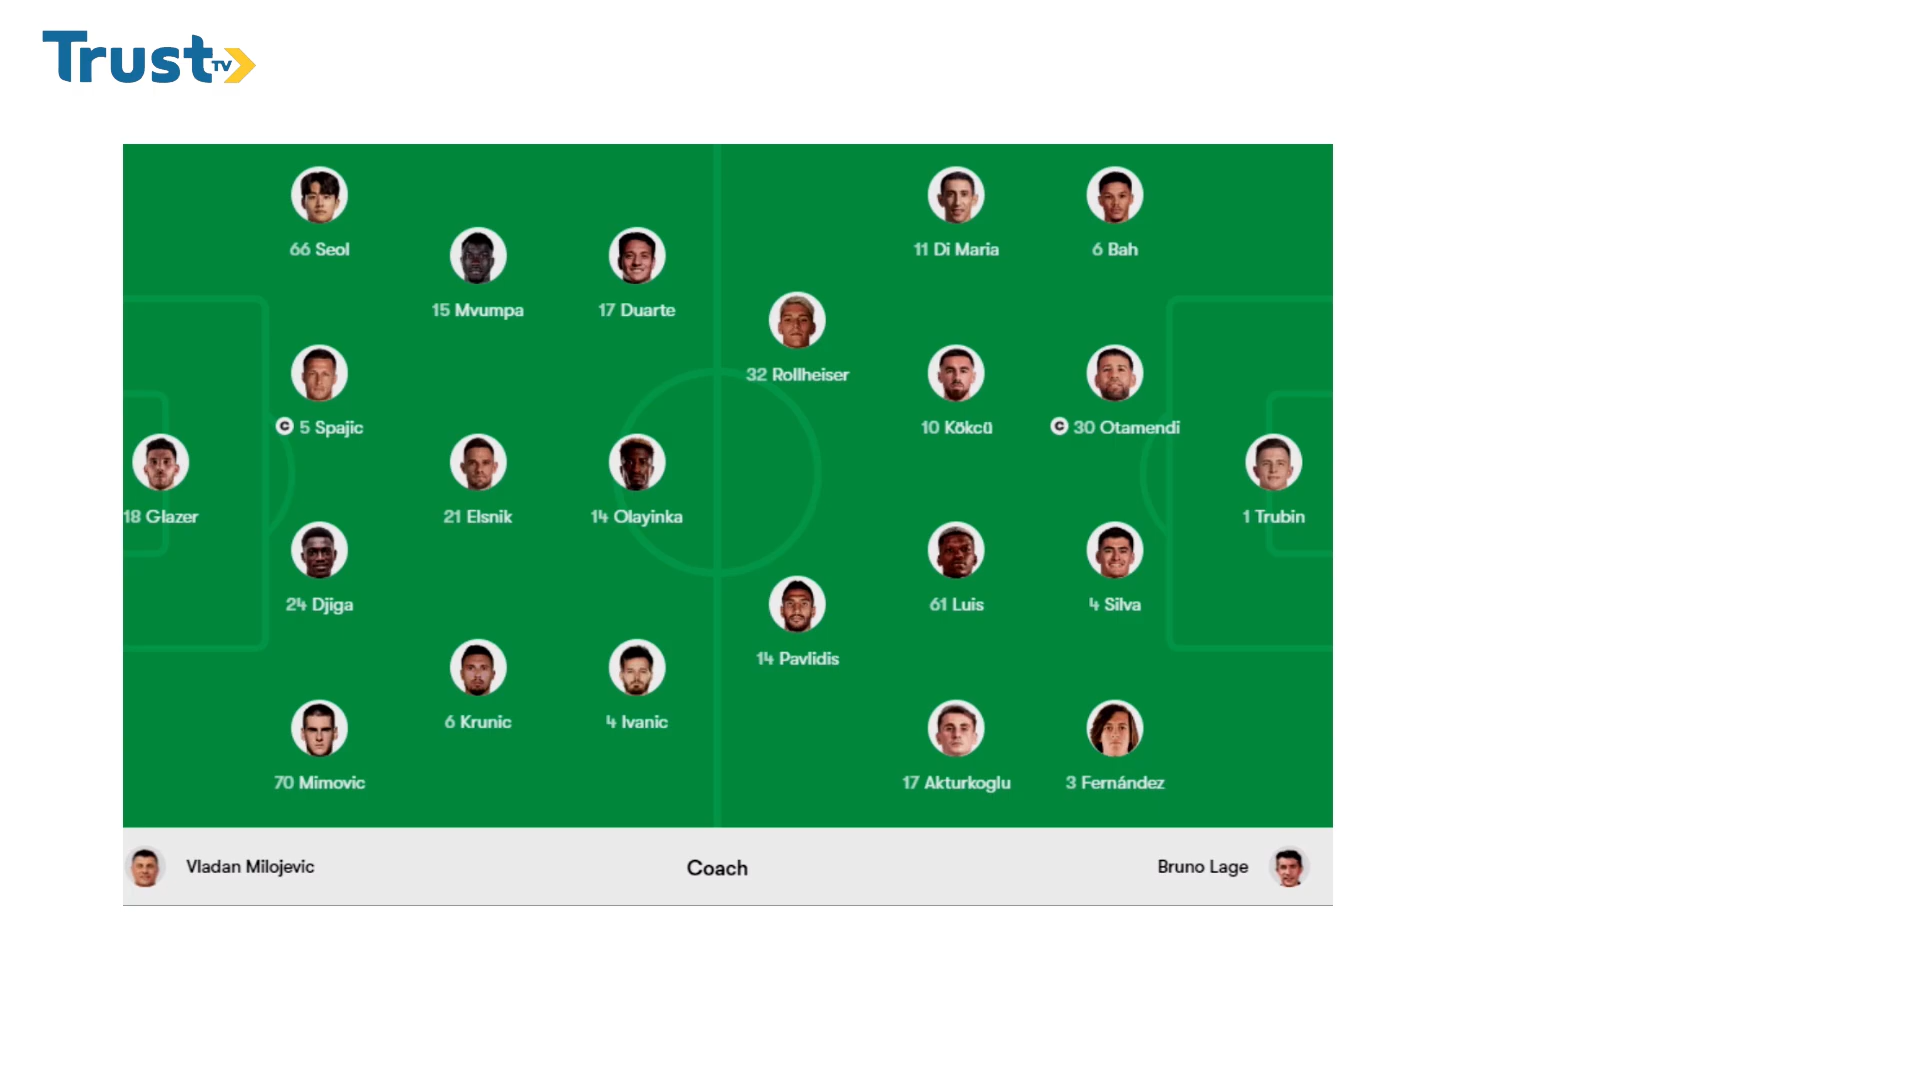 Trust TV
66 Seol
15 Mvumpa
17 Duarte
C 5 Spajic
18 Glazer
21 Elsnik
14 Olayinka
24 Djiga
6 Krunic
4 Ivanic
70 Mimovic
11 Di Maria
6 Bah
32 Rollheiser
10 Kökcü
C 30 Otamendi
1 Trubin
61 Luis
4 Silva
14 Pavlidis
17 Akturkoglu
3 Fernández
Vladan Milojevic
Coach
Bruno Lage